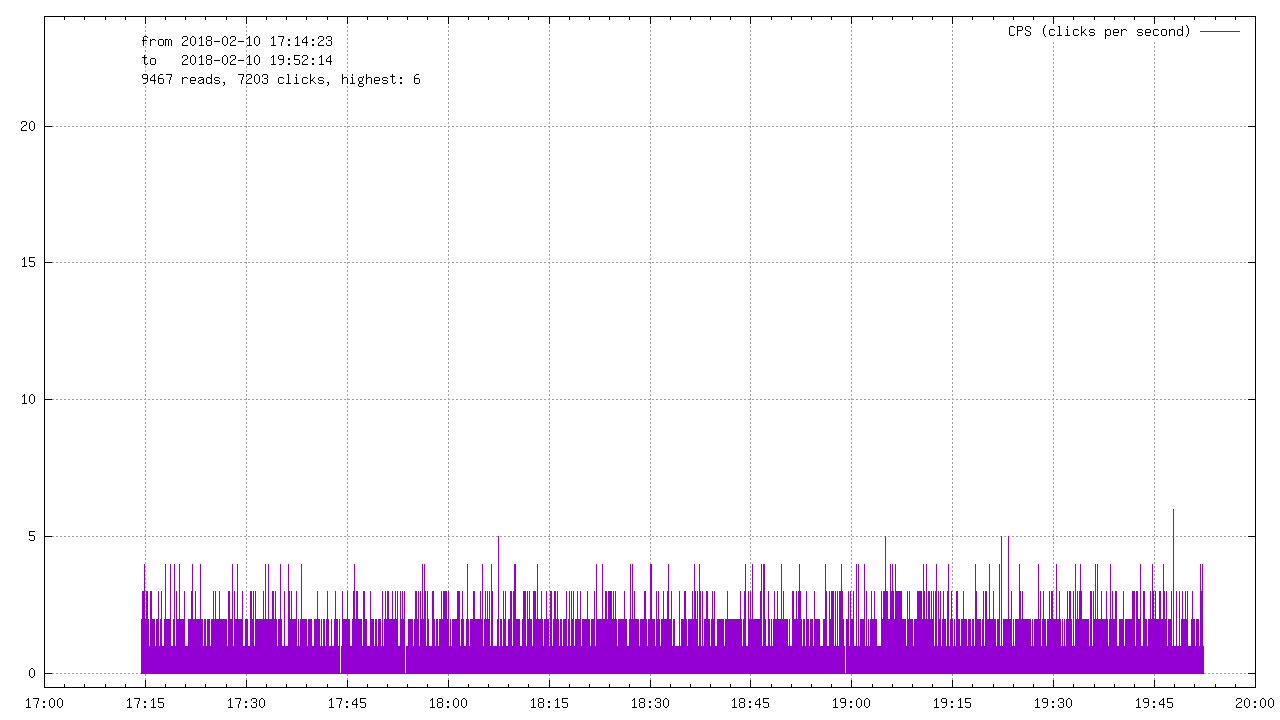 CPS (clicks per second)
from 2018-02-10 17:14:23
to 2018-02-10 19:52:14
9467 reads, 7203 clicks, highest: 6
20
15
10
5
0
17:00 17:15 17:30 17:45 18:00 18:15 18:30 18:45 19:00 19:15 19:30 19:45 20:00